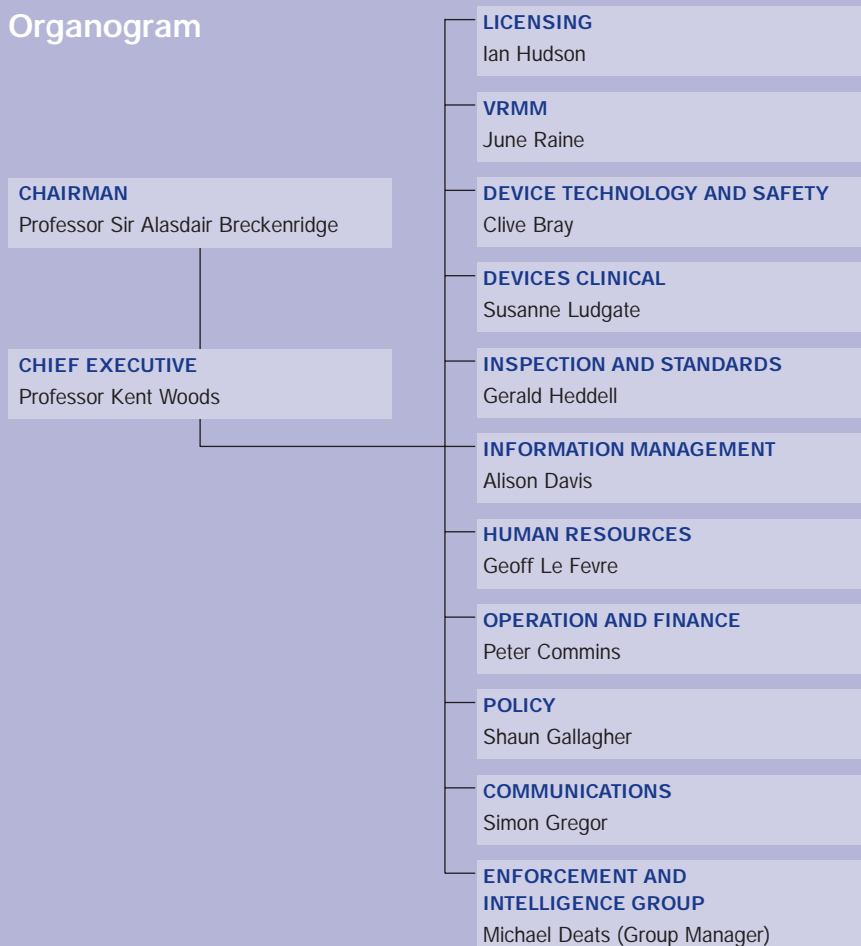 Organogram
CHAIRMAN
Professor Sir Alasdair Breckenridge
CHIEF EXECUTIVE
Professor Kent Woods
LICENSING
Ian Hudson
VRMM
June Raine
DEVICE TECHNOLOGY AND SAFETY
Clive Bray
DEVICES CLINICAL
Susanne Ludgate
INSPECTION AND STANDARDS
Gerald Heddell
INFORMATION MANAGEMENT
Alison Davis
HUMAN RESOURCES
Geoff Le Fevre
OPERATION AND FINANCE
Peter Commins
POLICY
Shaun Gallagher
COMMUNICATIONS
Simon Gregor
ENFORCEMENT AND
INTELLIGENCE GROUP
Michael Deats (Group Manager)